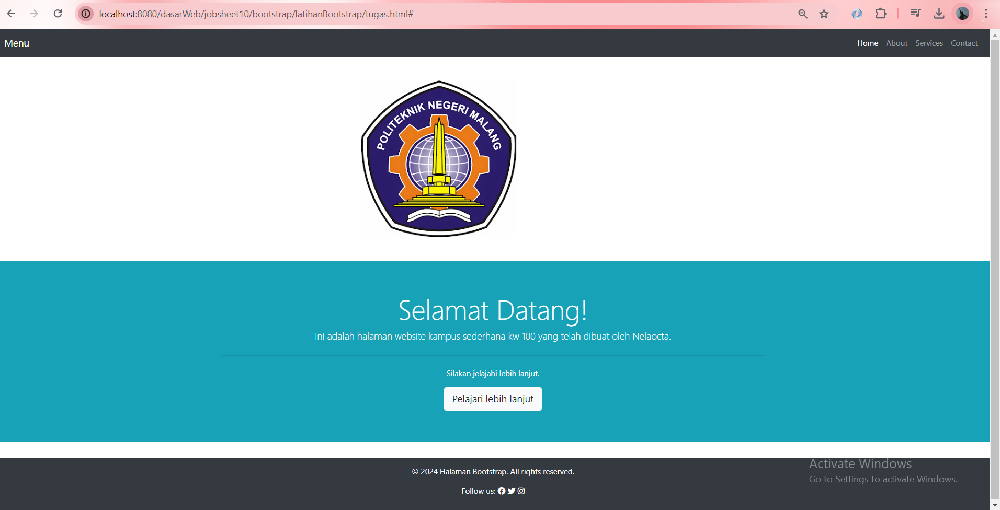 localhost:8080/dasarWeb/jobsheet10/bootstrap/latihanBootstrap/tugas.html#
Menu
Home About Services Contact
POLITEKNIK NEGERI MALANG
Selamat Datang!
Ini adalah halaman website kampus sederhana kw 100 yang telah dibuat oleh Nelaocta.
Silakan jelajahi lebih lanjut.
Pelajari lebih lanjut
© 2024 Halaman Bootstrap. All rights reserved.
Follow us:
Activate Windows
Go to Settings to activate Windows.